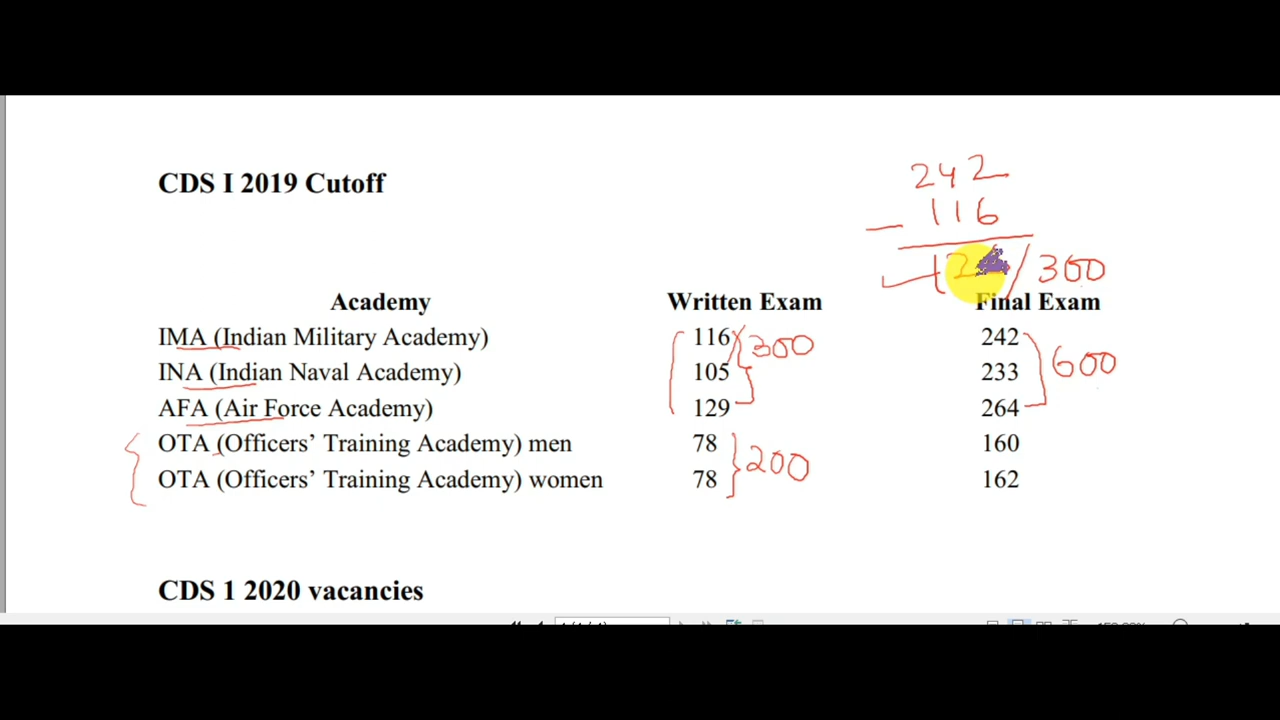 CDS I 2019 Cutoff
242
- 116
/300
Academy Written Exam Final Exam
IMA (Indian Military Academy) 116 300 242
INA (Indian Naval Academy) 105 233 600
AFA (Air Force Academy) 129 264
OTA (Officers’ Training Academy) men 78 200 160
OTA (Officers’ Training Academy) women 78 162
CDS 1 2020 vacancies